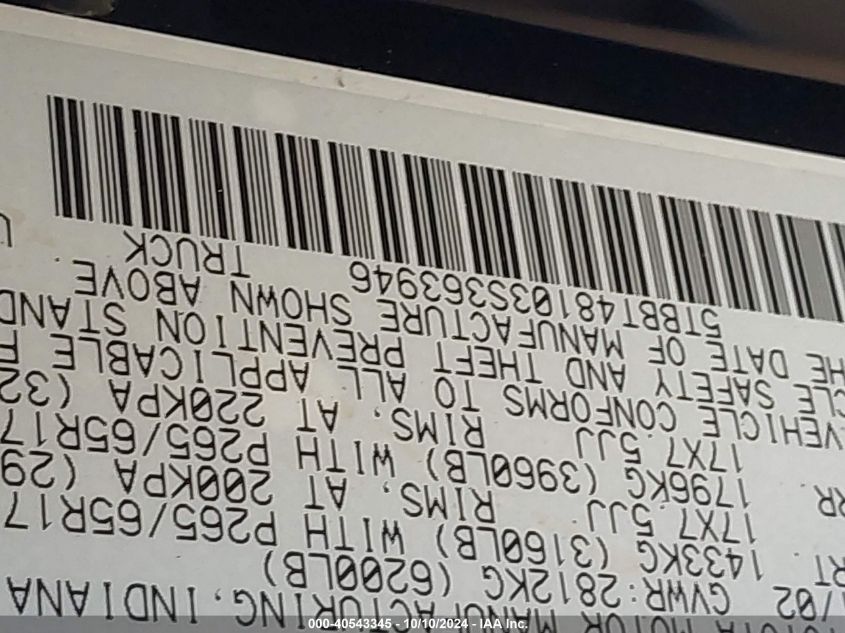 MOTOR MANUFACTURING,INDIANA
/02 GVWR:2812KG (6200LB)
RT. 1433KG (3160LB) WITH P265/65R17
17X7.5JJ RIMS, AT 200KPA (29
RR 1796KG (3960LB) WITH P265/65R17
17X7.5JJ RIMS, AT 220KPA (32
VEHICLE CONFORMS TO ALL APPLICABLE F
CLE SAFETY AND THEFT PREVENTION STAND
HE DATE OF MANUFACTURE SHOWN ABOVE.
5TBBT48103S363946 TRUCK
000-40543345 - 10/10/2024 - IAA Inc.